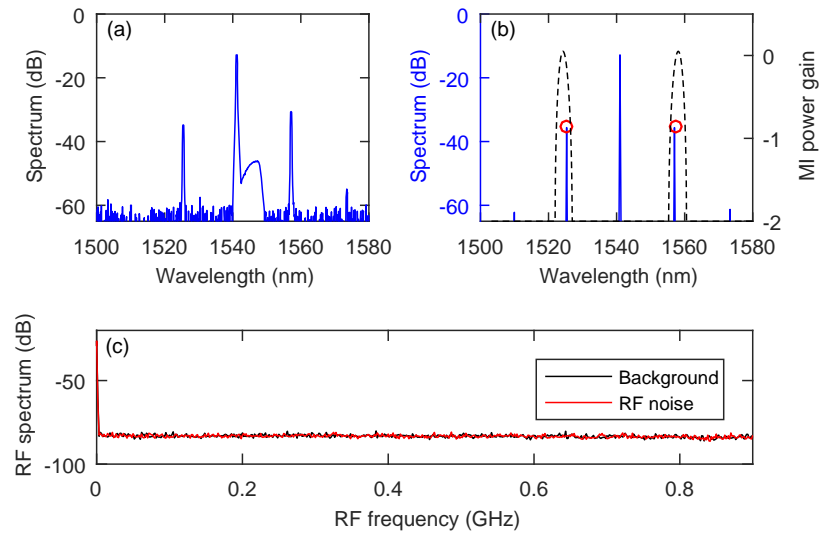 (a)
Spectrum (dB)
0
-20
-40
-60
1500 1520 1540 1560 1580
Wavelength (nm)
(b)
Spectrum (dB)
0
-20
-40
-60
1500 1520 1540 1560 1580
Wavelength (nm)
0
-1
-2
MI power gain
(c)
RF spectrum (dB)
-50
-100
Background
RF noise
0 0.2 0.4 0.6 0.8
RF frequency (GHz)